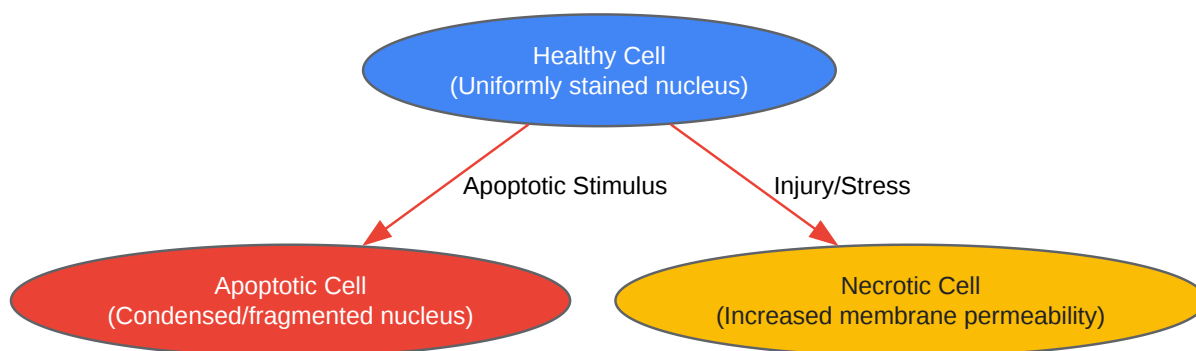 Healthy Cell
(Uniformly stained nucleus)
Apoptotic Stimulus
Injury/Stress
Apoptotic Cell
(Condensed/fragmented nucleus)
Necrotic Cell
(Increased membrane permeability)